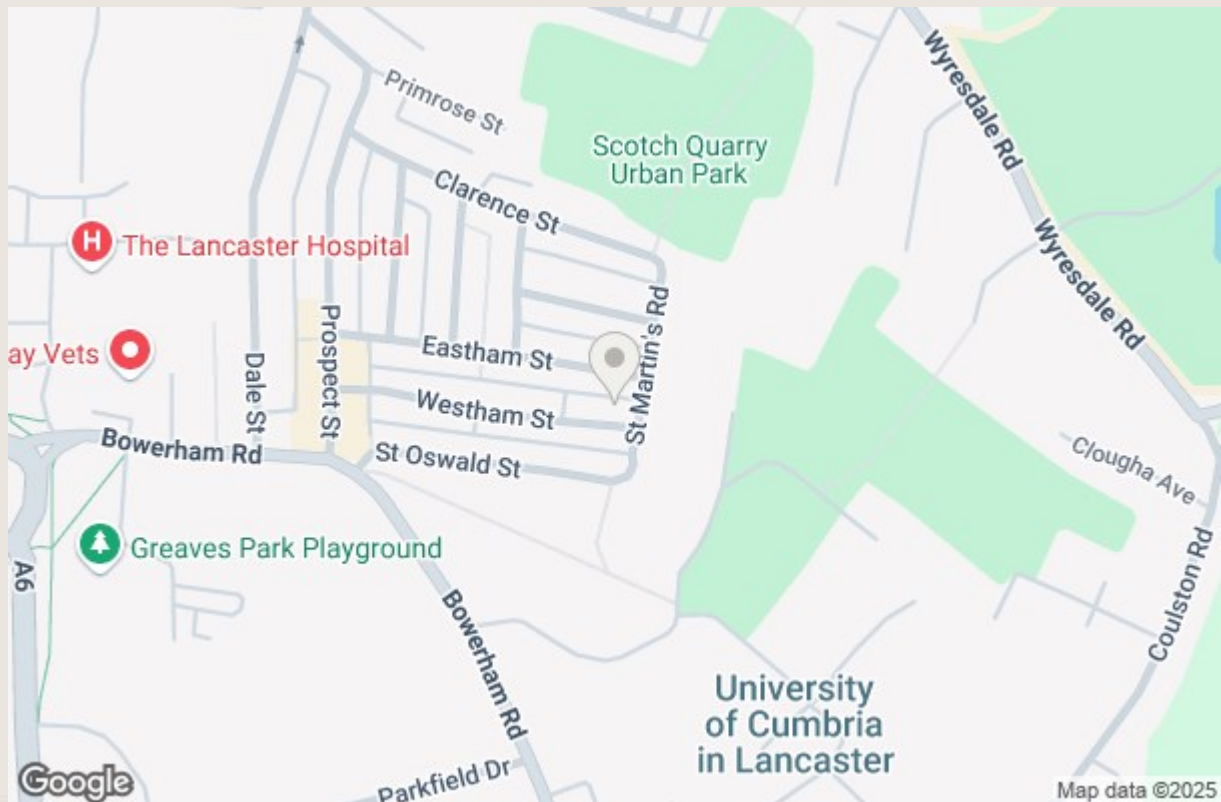 Primrose St
Wyresdale Rd
Scotch Quarry
Urban Park
Clarence St
Wyresdale Rd
The Lancaster Hospital
H
Prospect St
St Martin's Rd
ay Vets
Dale St
Eastham St
Westham St
Bowerham Rd
St Oswald St
Clougha Ave
Greaves Park Playground
A6
Coulston Rd
Bowerham Rd
University
of Cumbria
in Lancaster
Parkfield Dr
Google
Map data ©2025